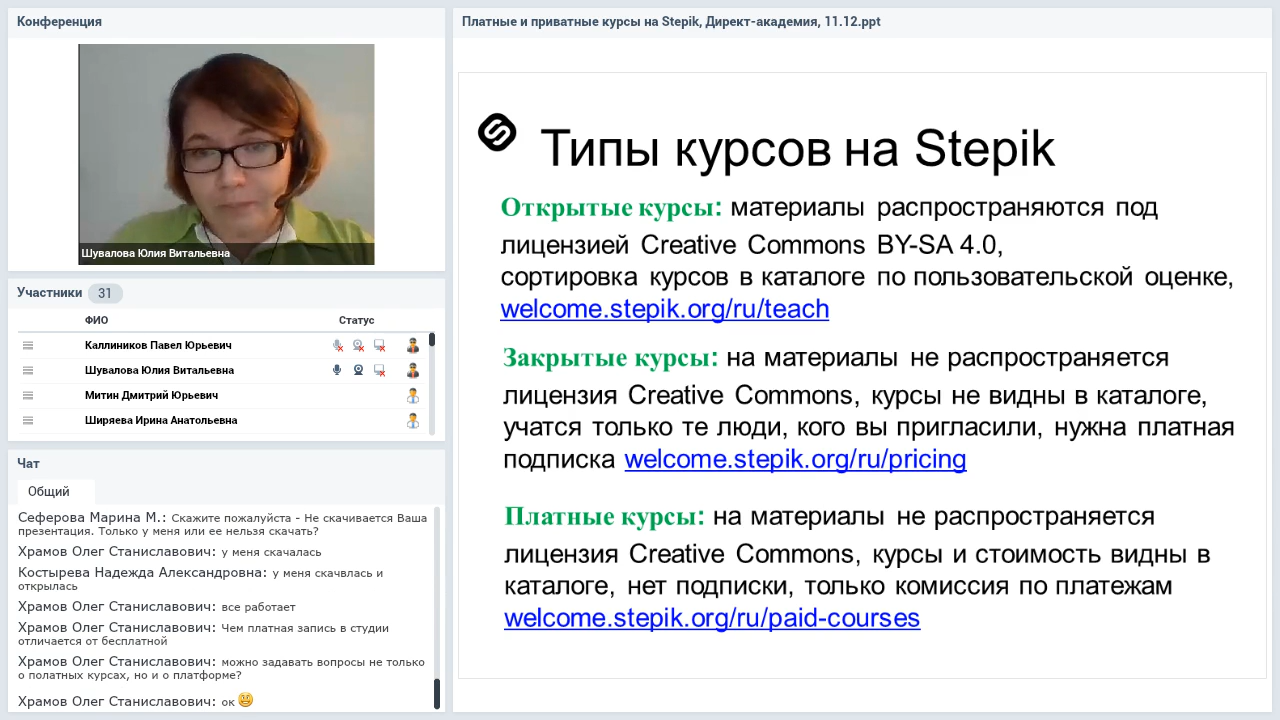 Конференция
Шувалова Юлия Витальевна
Участники 31
ФИО Статус
Каллиников Павел Юрьевич
Шувалова Юлия Витальевна
Митин Дмитрий Юрьевич
Ширяева Ирина Анатольевна
Чат
Общий
Сеферова Марина М.: Скажите пожалуйста - Не скачивается Ваша
презентация. Только у меня или ее нельзя скачать?
Храмов Олег Станиславович: у меня скачалась
Костырева Надежда Александровна: у меня скачвлась и
открылась
Храмов Олег Станиславович: все работает
Храмов Олег Станиславович: Чем платная запись в студии
отличается от бесплатной
Храмов Олег Станиславович: можно задавать вопросы не только
о полатных курсах, но и о платформе?
Храмов Олег Станиславович: ок
Платные и приватные курсы на Stepik, Директ-академия, 11.12.ppt
Типы курсов на Stepik
Открытые курсы: материалы распространяются под
лицензией Creative Commons BY-SA 4.0,
сортировка курсов в каталоге по пользовательской оценке,
welcome.stepik.org/ru/teach
Закрытые курсы: на материалы не распространяется
лицензия Creative Commons, курсы не видны в каталоге,
учатся только те люди, кого вы пригласили, нужна платная
подписка welcome.stepik.org/ru/pricing
Платные курсы: на материалы не распространяется
лицензия Creative Commons, курсы и стоимость видны в
каталоге, нет подписки, только комиссия по платежам
welcome.stepik.org/ru/paid-courses